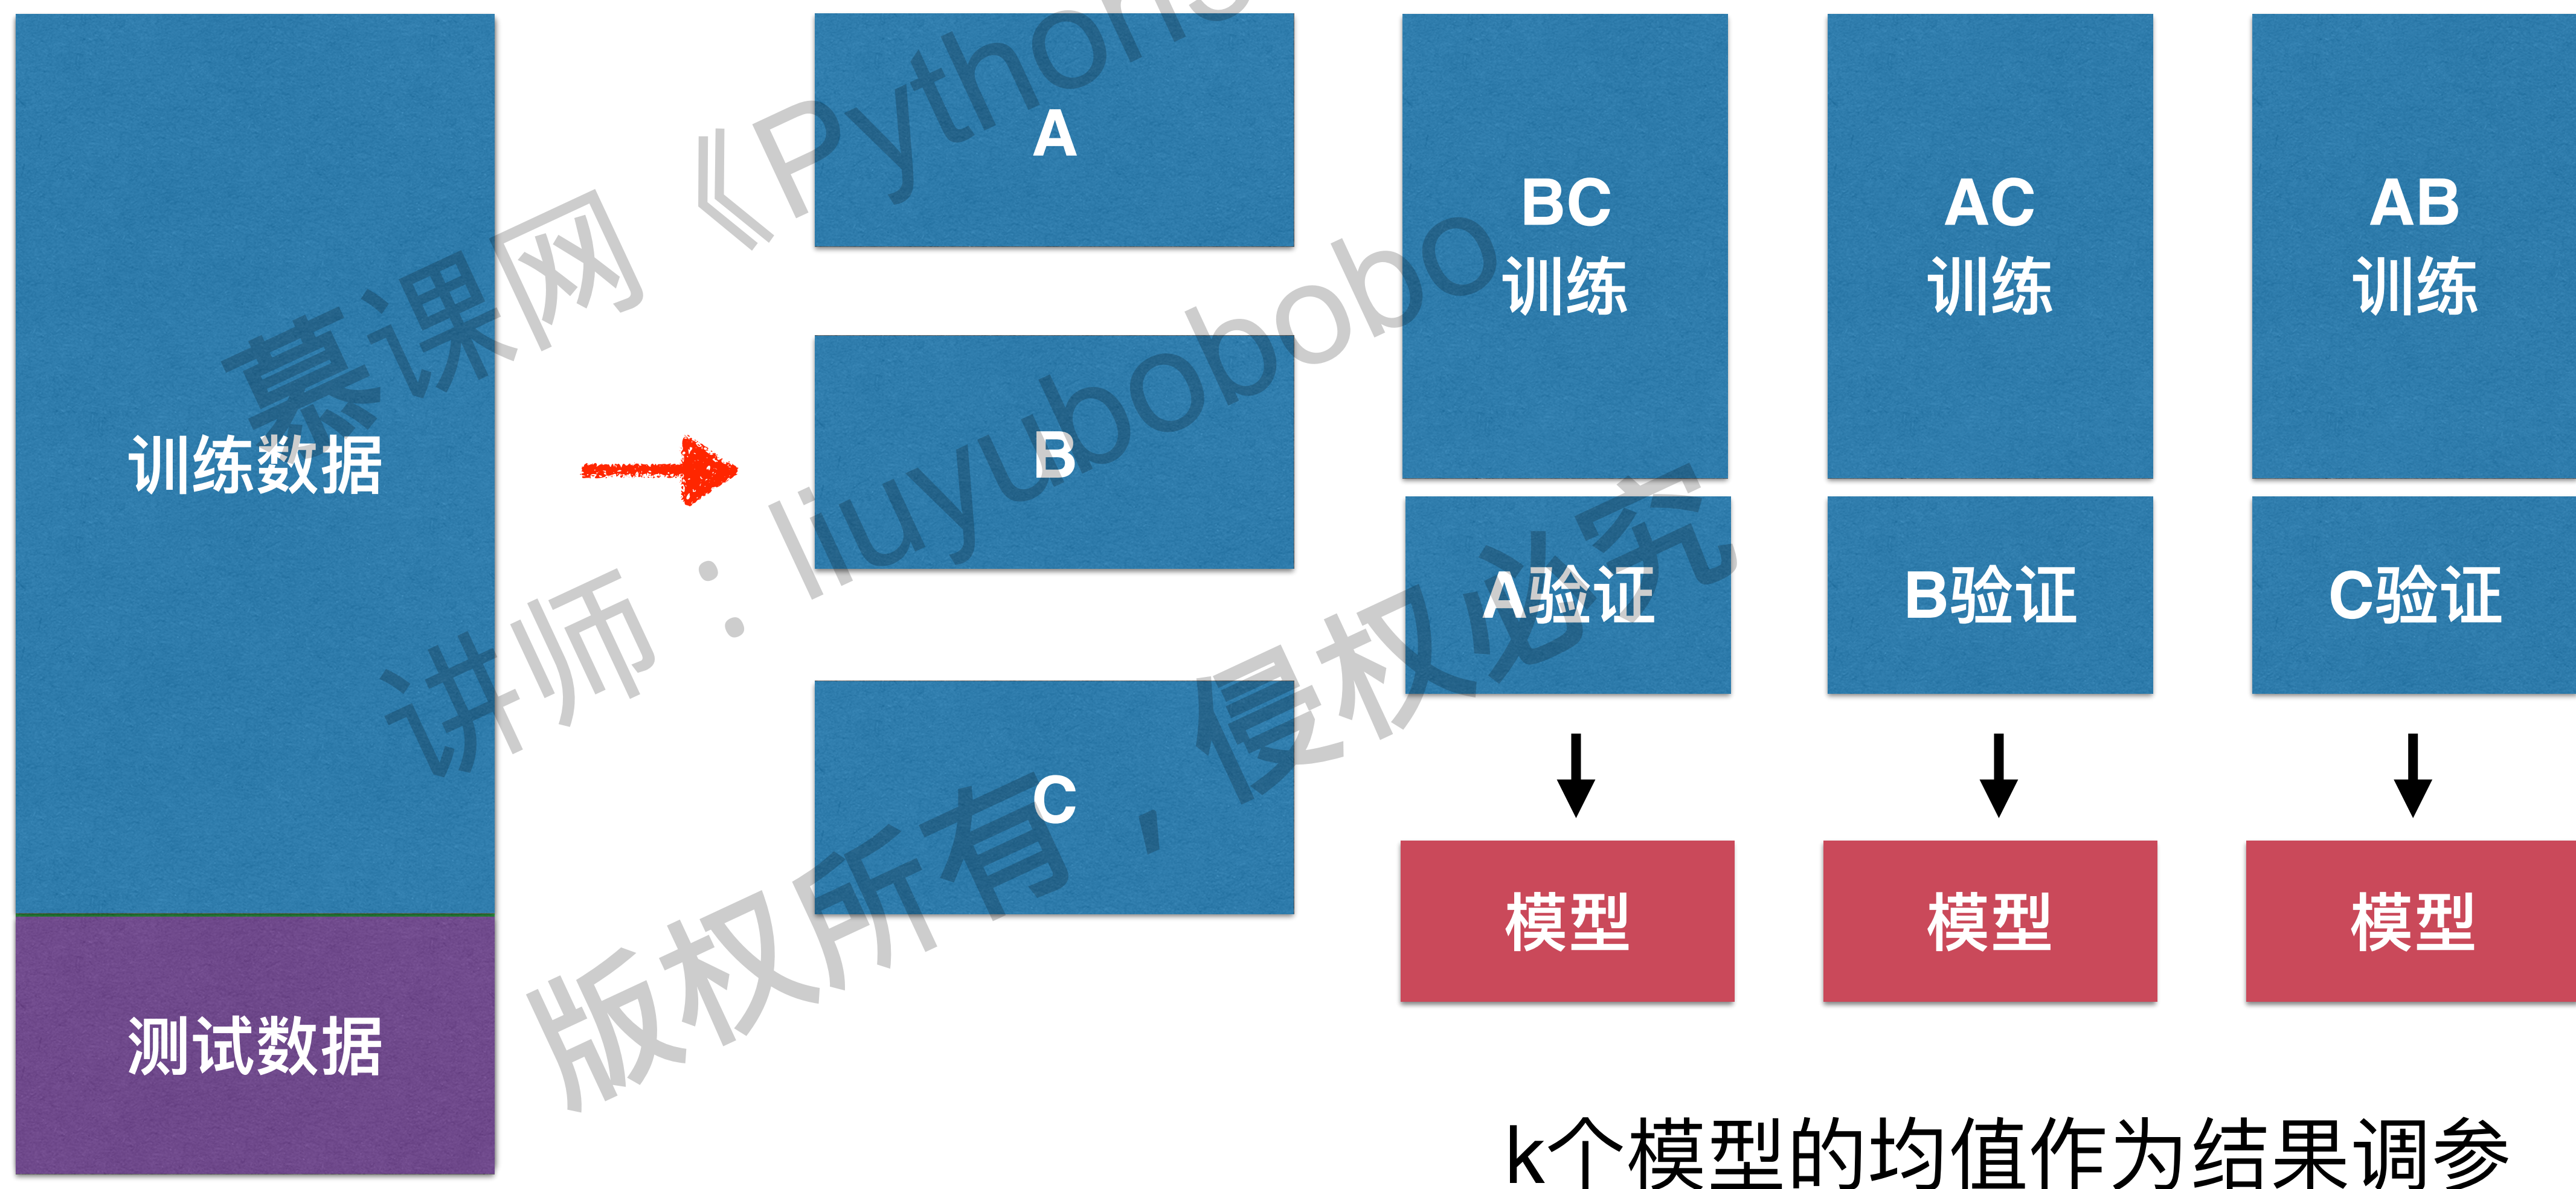 训练数据
测试数据
A
B
C
BC
训练
A验证
模型
AC
训练
B验证
模型
AB
训练
C验证
模型
k个模型的均值作为结果调参
慕课网《Python3
讲师：liuyubobobo
版权所有，侵权必究